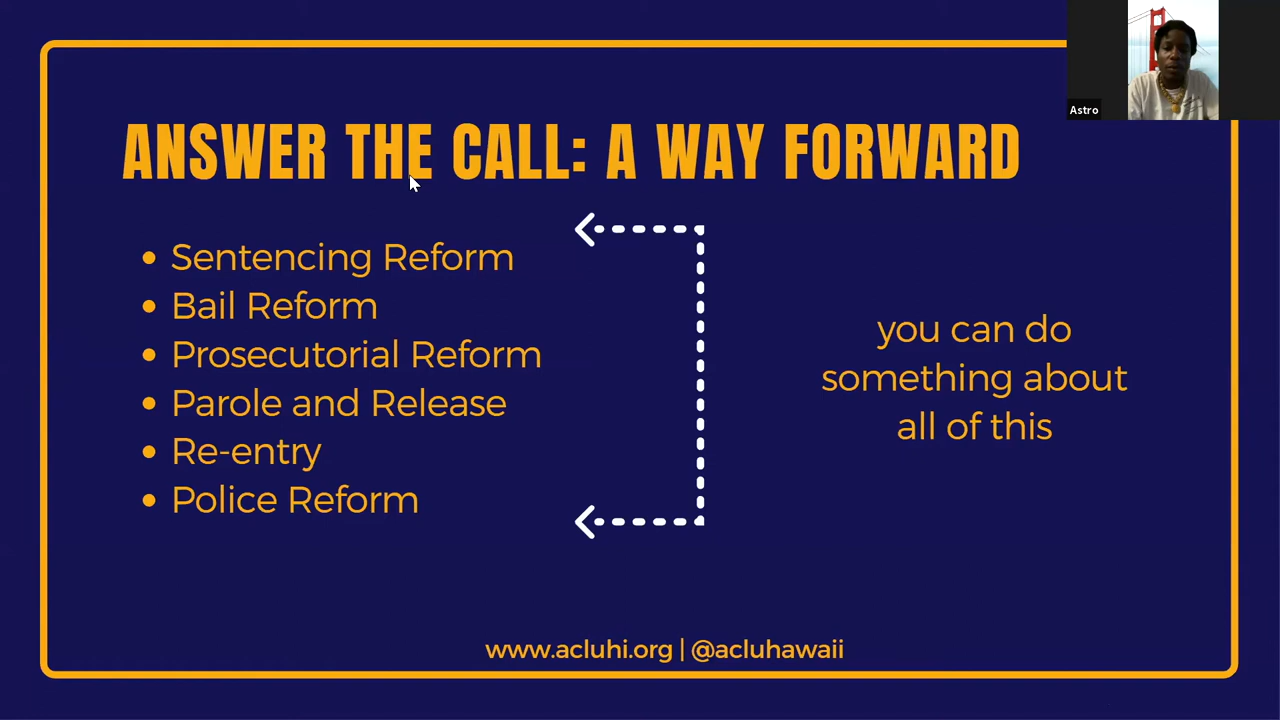 Astro
ANSWER THE CALL: A WAY FORWARD
• Sentencing Reform
• Bail Reform
• Prosecutorial Reform
• Parole and Release
• Re-entry
• Police Reform
you can do
something about
all of this
www.acluhi.org | @acluhawaii